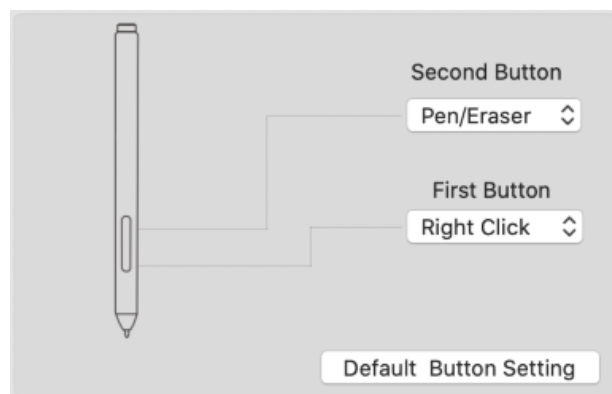 Second Button
Pen/Eraser
First Button
Right Click
Default Button Setting